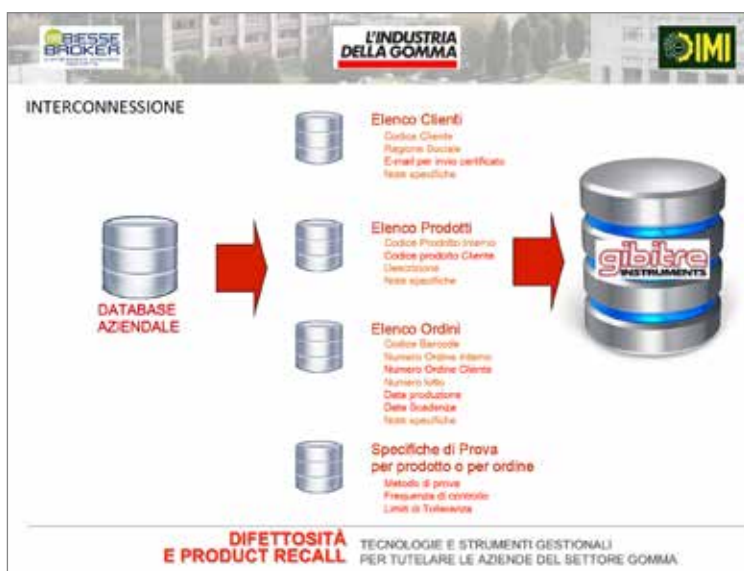 BESSE
BROKER
L'INDUSTRIA
DELLA GOMMA
DIMI
INTERCONNESSIONE
DATABASE
AZIENDALE
Elenco Clienti
Codice Cliente
Ragione Sociale
E-mail per invio certificato
Note specifiche
Elenco Prodotti
Codice Prodotto Interno
Codice prodotto Cliente
Descrizione
Note specifiche
Elenco Ordini
Codice Barcode
Numero Ordine Interno
Numero Ordine Cliente
Numero lotto
Data produzione
Data Scadenza
Note specifiche
Specifiche di Prova
per prodotto o per ordine
Metodo di prova
Frequenza di controllo
Limiti di Tolleranza
gibitre
INSTRUMENTS
DIFETTOSITÀ
E PRODUCT RECALL
TECNOLOGIE E STRUMENTI GESTIONALI
PER TUTELARE LE AZIENDE DEL SETTORE GOMMA